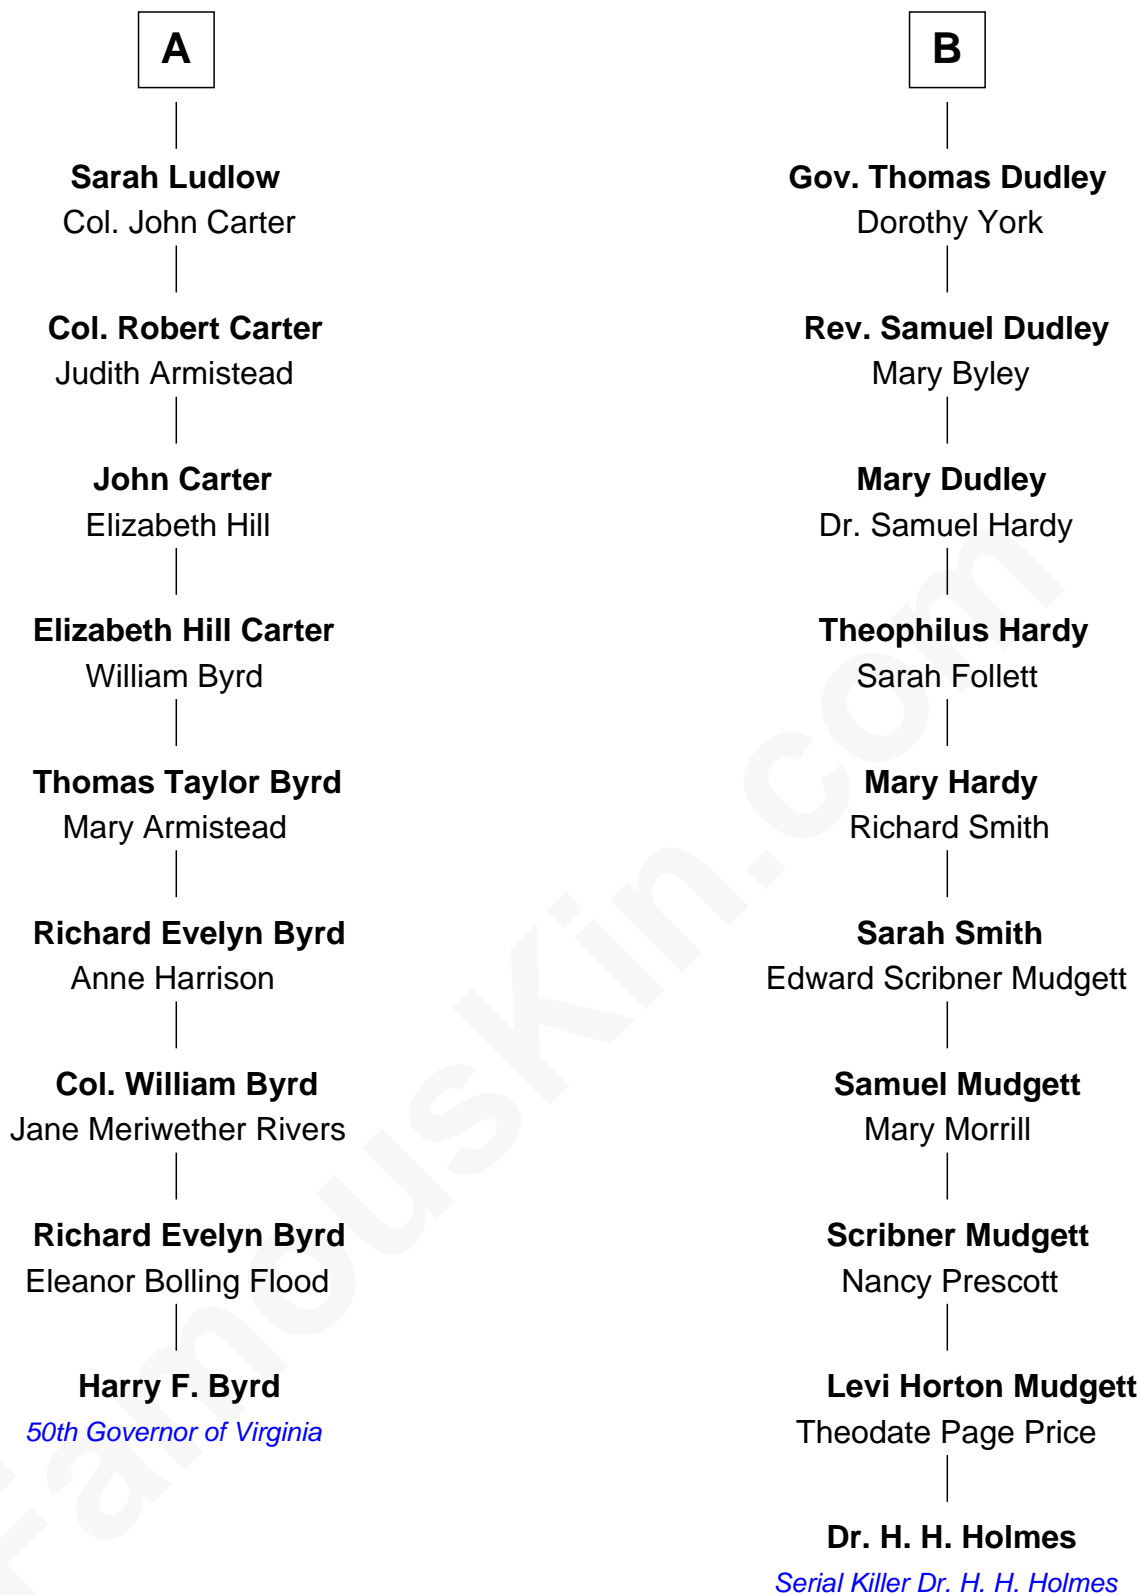 A
Sarah Ludlow
Col. John Carter
Col. Robert Carter
Judith Armistead
John Carter
Elizabeth Hill
Elizabeth Hill Carter
William Byrd
Thomas Taylor Byrd
Mary Armistead
Richard Evelyn Byrd
Anne Harrison
Col. William Byrd
Jane Meriwether Rivers
Richard Evelyn Byrd
Eleanor Bolling Flood
Harry F. Byrd
50th Governor of Virginia
B
Gov. Thomas Dudley
Dorothy York
Rev. Samuel Dudley
Mary Byley
Mary Dudley
Dr. Samuel Hardy
Theophilus Hardy
Sarah Follett
Mary Hardy
Richard Smith
Sarah Smith
Edward Scribner Mudgett
Samuel Mudgett
Mary Morrill
Scribner Mudgett
Nancy Prescott
Levi Horton Mudgett
Theodate Page Price
Dr. H. H. Holmes
Serial Killer Dr. H. H. Holmes
FamousKin.com